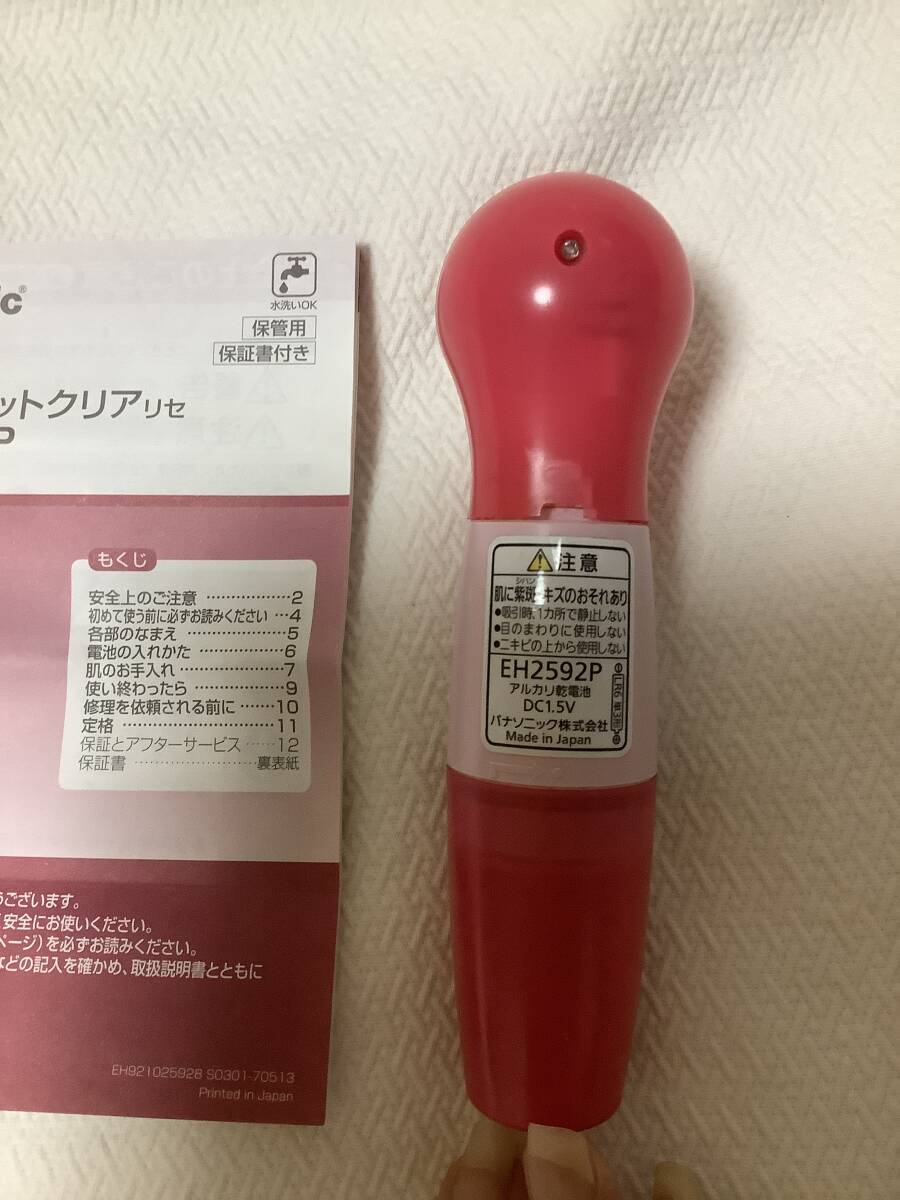 ic®
水洗いOK
保管用
保証書付き
ットクリアリセ
P
もくじ
安全上のご注意 ……………… 2
初めて使う前に必ずお読みください … 4
各部のなまえ ………………… 5
電池の入れかた ……………… 6
肌のお手入れ ………………… 7
使い終わったら ……………… 9
修理を依頼される前に ……… 10
定格 …………………………… 11
保証とアフターサービス …… 12
保証書 …………………… 裏表紙
うございます。
安全にお使いください。
ページ)を必ずお読みください。
などの記入を確かめ、取扱説明書とともに
EH921025928 S0301-70513
Printed in Japan
注意
シハン
肌に紫斑・キズのおそれあり
●吸引時、1カ所で静止しない
●目のまわりに使用しない
●ニキビの上から使用しない
EH2592P
アルカリ乾電池
DC1.5V
パナソニック株式会社
Made in Japan
LR6 単3形